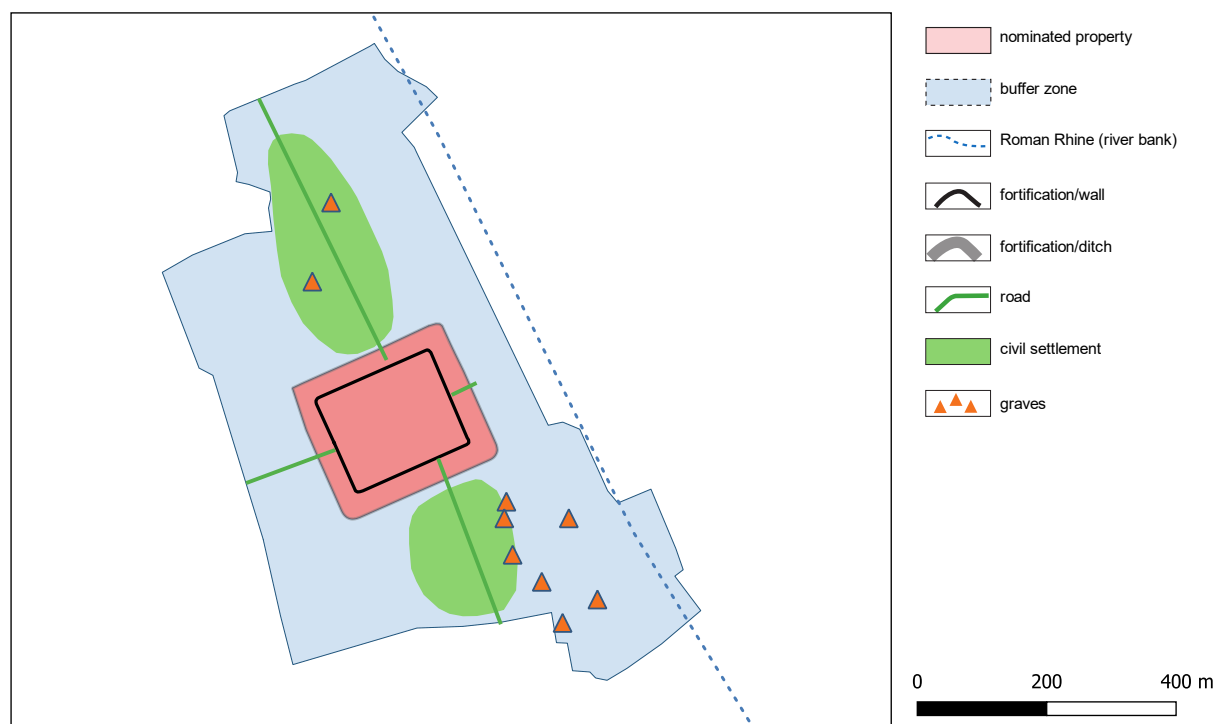 nominated property
buffer zone
Roman Rhine (river bank)
fortification/wall
fortification/ditch
road
civil settlement
graves
0 200 400 m